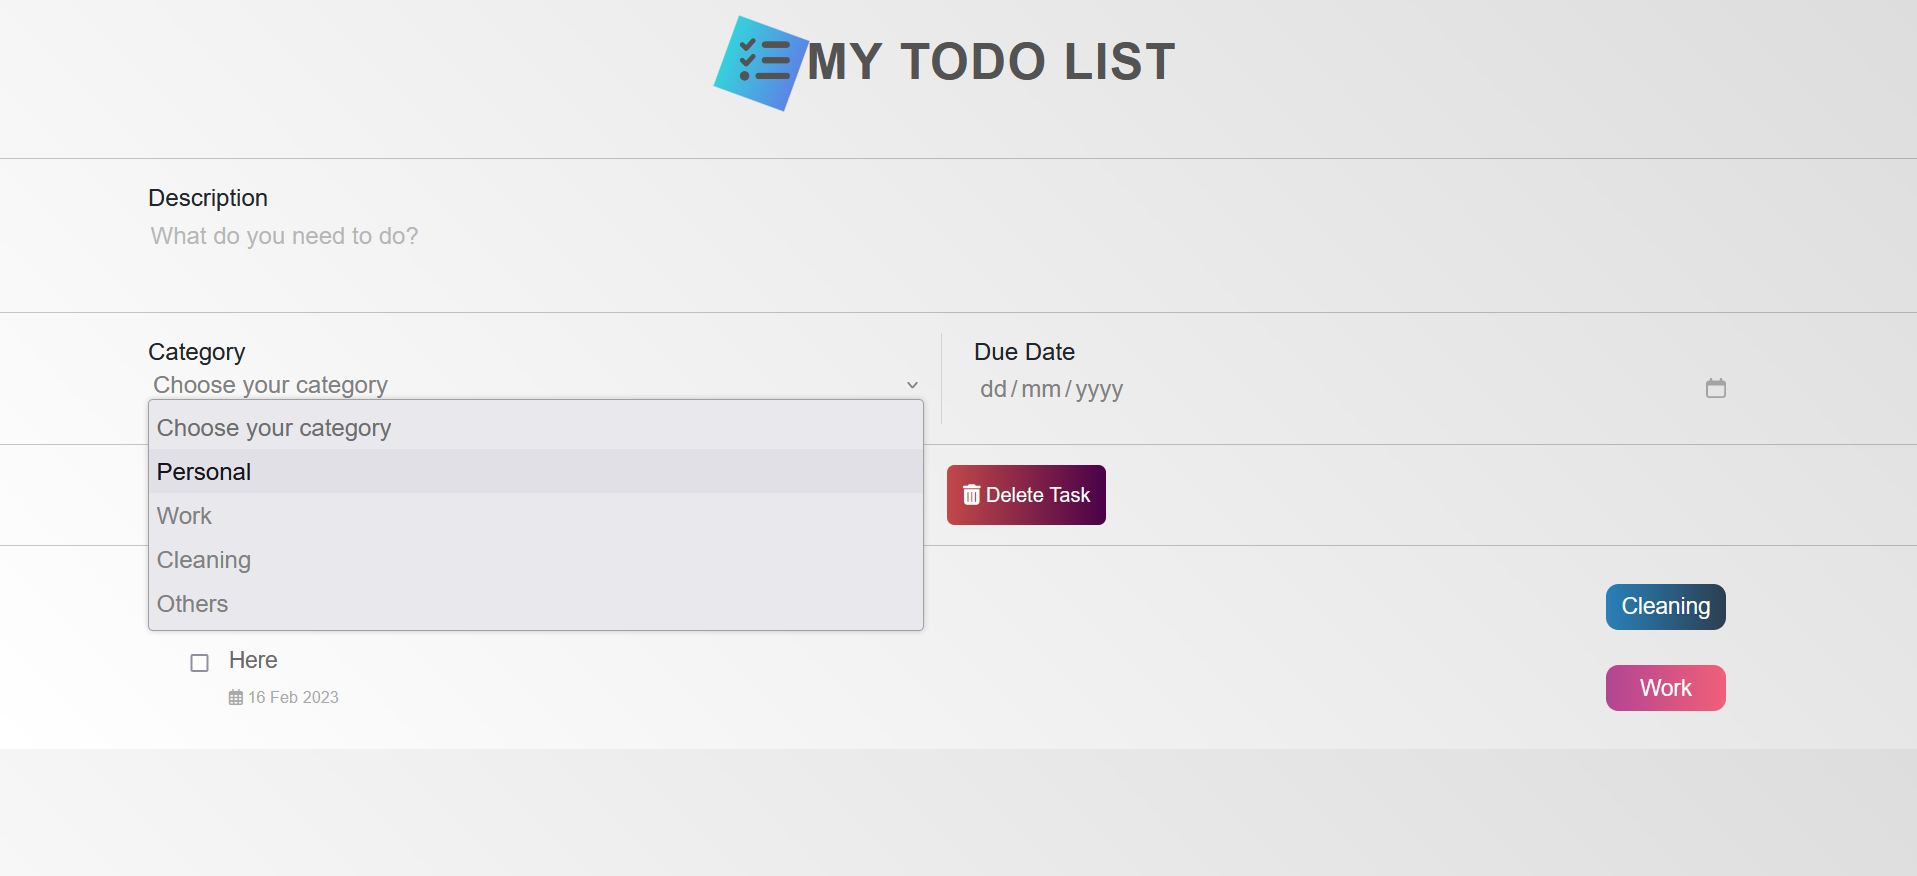 MY TODO LIST
Description
What do you need to do?
Category
Choose your category
Due Date
dd/mm/yyyy
Choose your category
Personal
Work
Cleaning
Others
Delete Task
Cleaning
Here
16 Feb 2023
Work